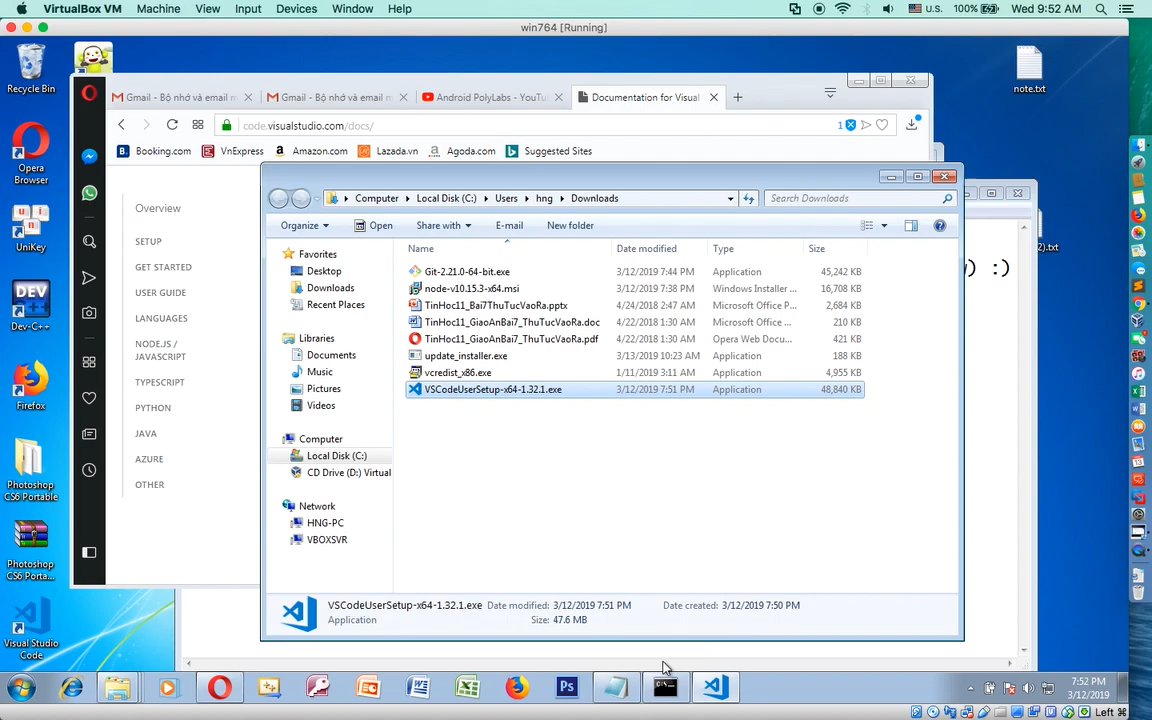 VirtualBox VM Machine View Input Devices Window Help U.S. 100% Wed 9:52 AM
win764 [Running]
Recycle Bin
note.txt
Gmail - Bộ nhớ và email m Gmail - Bộ nhớ và email m Android PolyLabs - YouTu Documentation for Visual
code.visualstudio.com/docs/ 1
Booking.com VnExpress Amazon.com Lazada.vn Agoda.com Suggested Sites
Opera Browser
UniKey
Dev-C++
Firefox
Photoshop CS6 Portable
Photoshop CS6 Porta...
Visual Studio Code
Overview
SETUP
GET STARTED
USER GUIDE
LANGUAGES
NODE.JS / JAVASCRIPT
TYPESCRIPT
PYTHON
JAVA
AZURE
OTHER
Computer Local Disk (C:) Users hng Downloads Search Downloads
Organize Open Share with E-mail New folder
Favorites
Desktop
Downloads
Recent Places
Libraries
Documents
Music
Pictures
Videos
Computer
Local Disk (C:)
CD Drive (D:) Virtual
Network
HNG-PC
VBOXSVR
Name Date modified Type Size
Git-2.21.0-64-bit.exe 3/12/2019 7:44 PM Application 45,242 KB
node-v10.15.3-x64.msi 3/12/2019 7:38 PM Windows Installer ... 16,708 KB
TinHoc11_Bai7ThuTucVaoRa.pptx 4/24/2018 2:47 AM Microsoft Office P... 2,684 KB
TinHoc11_GiaoAnBai7_ThuTucVaoRa.doc 4/22/2018 1:30 AM Microsoft Office ... 210 KB
TinHoc11_GiaoAnBai7_ThuTucVaoRa.pdf 4/22/2018 1:30 AM Opera Web Docu... 421 KB
update_installer.exe 3/13/2019 10:23 AM Application 188 KB
vcredist_x86.exe 1/11/2019 3:11 AM Application 4,955 KB
VSCodeUserSetup-x64-1.32.1.exe 3/12/2019 7:51 PM Application 48,840 KB
VSCodeUserSetup-x64-1.32.1.exe Date modified: 3/12/2019 7:51 PM Date created: 3/12/2019 7:50 PM
Application Size: 47.6 MB
) :)
2).txt
7:52 PM
3/12/2019
Left ⌘